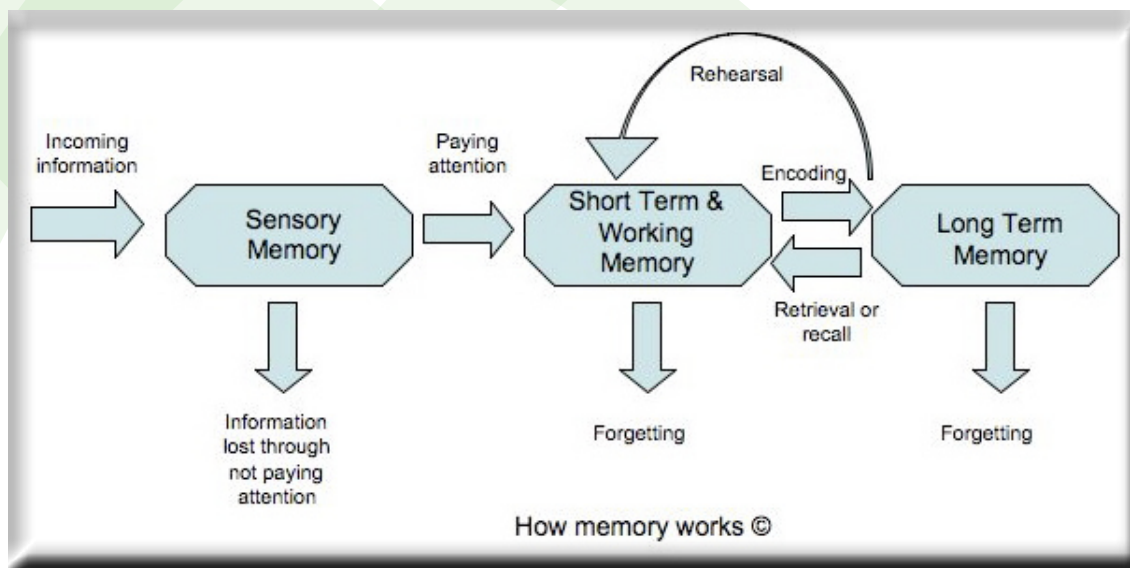 Rehearsal
Incoming
information
Paying
attention
Encoding
Sensory
Memory
Short Term &
Working
Memory
Long Term
Memory
Retrieval or
recall
Information
lost through
not paying
attention
Forgetting
Forgetting
How memory works ©